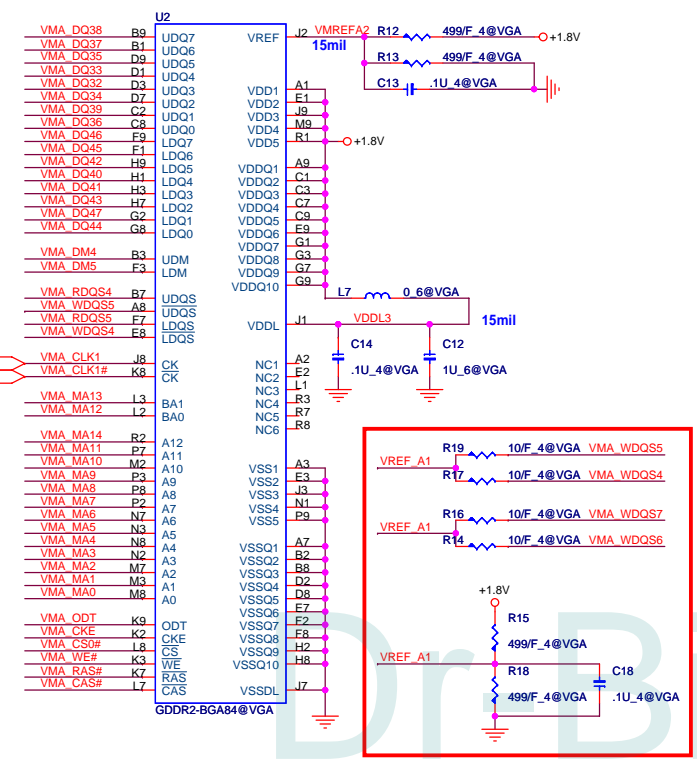 U2
VMA_DQ38 B9 UDQ7 VREF J2 VMREFA2 R12 499/F_4@VGA +1.8V
15mil
VMA_DQ37 B1 UDQ6
VMA_DQ35 D9 UDQ5 R13 499/F_4@VGA
VMA_DQ33 D1 UDQ4
VMA_DQ32 D3 UDQ3 VDD1 A1 C13 .1U_4@VGA
VMA_DQ34 D7 UDQ2 VDD2 E1
VMA_DQ39 C2 UDQ1 VDD3 J9
VMA_DQ36 C8 UDQ0 VDD4 M9
VMA_DQ46 F9 LDQ7 VDD5 R1 +1.8V
VMA_DQ45 F1 LDQ6
VMA_DQ42 H9 LDQ5 VDDQ1 A9
VMA_DQ40 H1 LDQ4 VDDQ2 C1
VMA_DQ41 H3 LDQ3 VDDQ3 C3
VMA_DQ43 H7 LDQ2 VDDQ4 C7
VMA_DQ47 G2 LDQ1 VDDQ5 C9
VMA_DQ44 G8 LDQ0 VDDQ6 E9
VDDQ7 G1
VMA_DM4 B3 UDM VDDQ8 G3
VMA_DM5 F3 LDM VDDQ9 G7
VDDQ10 G9
VMA_RDQS4 B7 UDQS L7 0_6@VGA
VMA_WDQS5 A8 UDQS
VMA_RDQS5 F7 LDQS VDDL J1 VDDL3 15mil
VMA_WDQS4 E8 LDQS
C14 C12
VMA_CLK1 J8 CK NC1 A2
VMA_CLK1# K8 CK NC2 E2 .1U_4@VGA 1U_6@VGA
NC3 L1
VMA_MA13 L3 BA1 NC4 R3
VMA_MA12 L2 BA0 NC5 R7
NC6 R8
VMA_MA14 R2 A12
VMA_MA11 P7 A11 R19 10/F_4@VGA VMA_WDQS5
VREF_A1
VMA_MA10 M2 A10 VSS1 A3
VMA_MA9 P3 A9 VSS2 E3 R17 10/F_4@VGA VMA_WDQS4
VMA_MA8 P8 A8 VSS3 J3
VMA_MA7 P2 A7 VSS4 N1
VMA_MA6 N7 A6 VSS5 P9 R16 10/F_4@VGA VMA_WDQS7
VREF_A1
VMA_MA5 N3 A5
VMA_MA4 N8 A4 VSSQ1 A7 R14 10/F_4@VGA VMA_WDQS6
VMA_MA3 N2 A3 VSSQ2 B2
VMA_MA2 M7 A2 VSSQ3 B8
VMA_MA1 M3 A1 VSSQ4 D2
VMA_MA0 M8 A0 VSSQ5 D8 +1.8V
VSSQ6 E7
VMA_ODT K9 ODT VSSQ7 F2 R15
VMA_CKE K2 CKE VSSQ8 F8
VMA_CS0# L8 CS VSSQ9 H2 499/F_4@VGA
VMA_WE# K3 WE VSSQ10 H8 VREF_A1
VMA_RAS# K7 RAS R18 C18
VMA_CAS# L7 CAS VSSDL J7
499/F_4@VGA .1U_4@VGA
GDDR2-BGA84@VGA
Dr-Bi